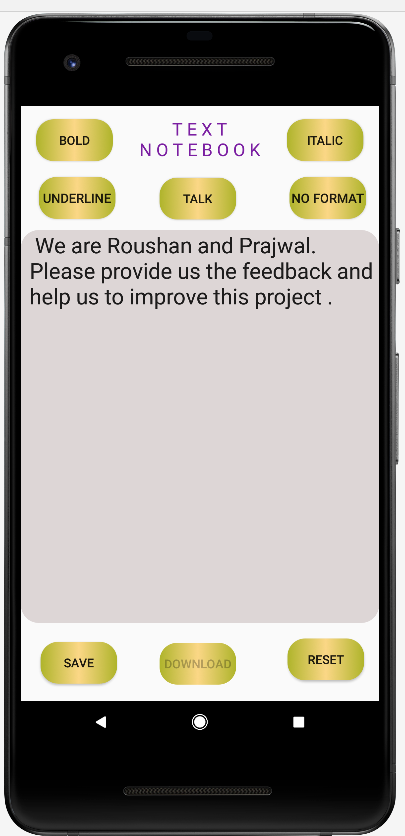 BOLD
TEXT
NOTEBOOK
ITALIC
UNDERLINE
TALK
NO FORMAT
We are Roushan and Prajwal.
Please provide us the feedback and
help us to improve this project .
SAVE
DOWNLOAD
RESET